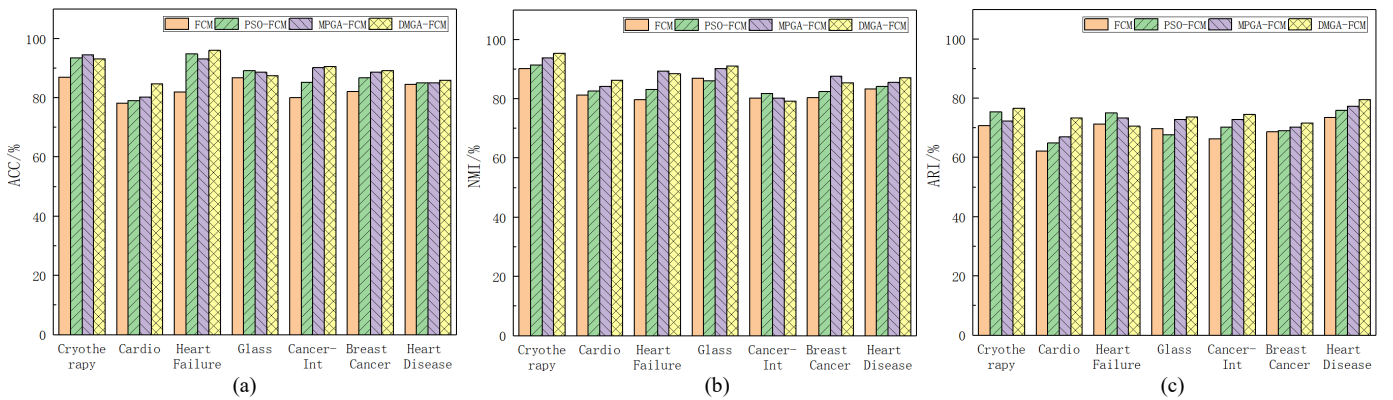 FCM PSO-FCM MPGA-FCM DMGA-FCM
ACC/%
100
80
60
40
20
0
Cryothe
rapy
Cardio
Heart
Failure
Glass
Cancer-
Int
Breast
Cancer
Heart
Disease
(a)
FCM PSO-FCM MPGA-FCM DMGA-FCM
NMI/%
100
80
60
40
20
0
Cryothe
rapy
Cardio
Heart
Failure
Glass
Cancer-
Int
Breast
Cancer
Heart
Disease
(b)
FCM PSO-FCM MPGA-FCM DMGA-FCM
ARI/%
100
80
60
40
20
0
Cryothe
rapy
Cardio
Heart
Failure
Glass
Cancer-
Int
Breast
Cancer
Heart
Disease
(c)